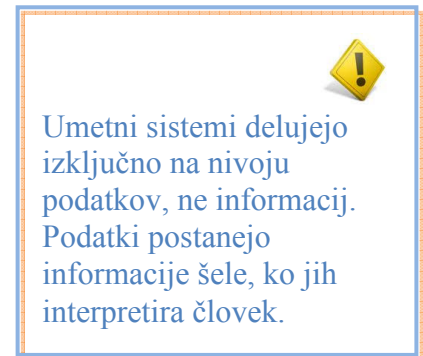 Umetni sistemi delujejo
izključno na nivoju
podatkov, ne informacij.
Podatki postanejo
informacije šele, ko jih
interpretira človek.